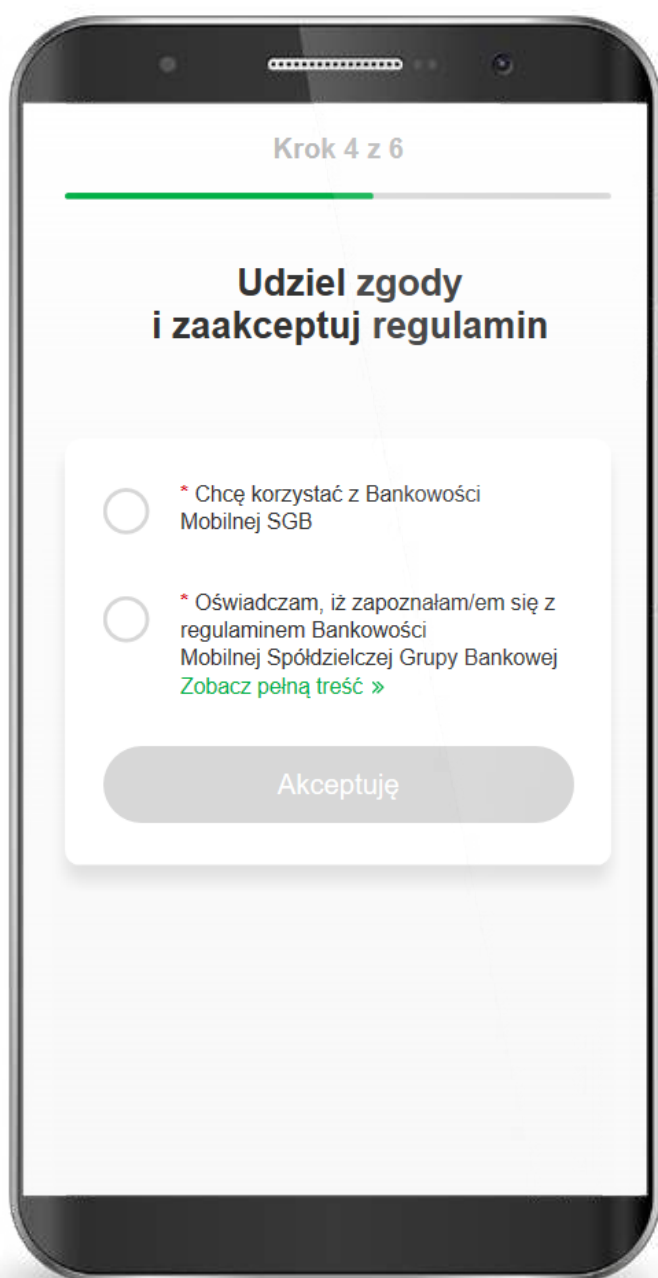 Krok 4 z 6
Udziel zgody
i zaakceptuj regulamin
* Chcę korzystać z Bankowości
Mobilnej SGB
* Oświadczam, iż zapoznałam/em się z
regulaminem Bankowości
Mobilnej Spółdzielczej Grupy Bankowej
Zobacz pełną treść »
Akceptuję